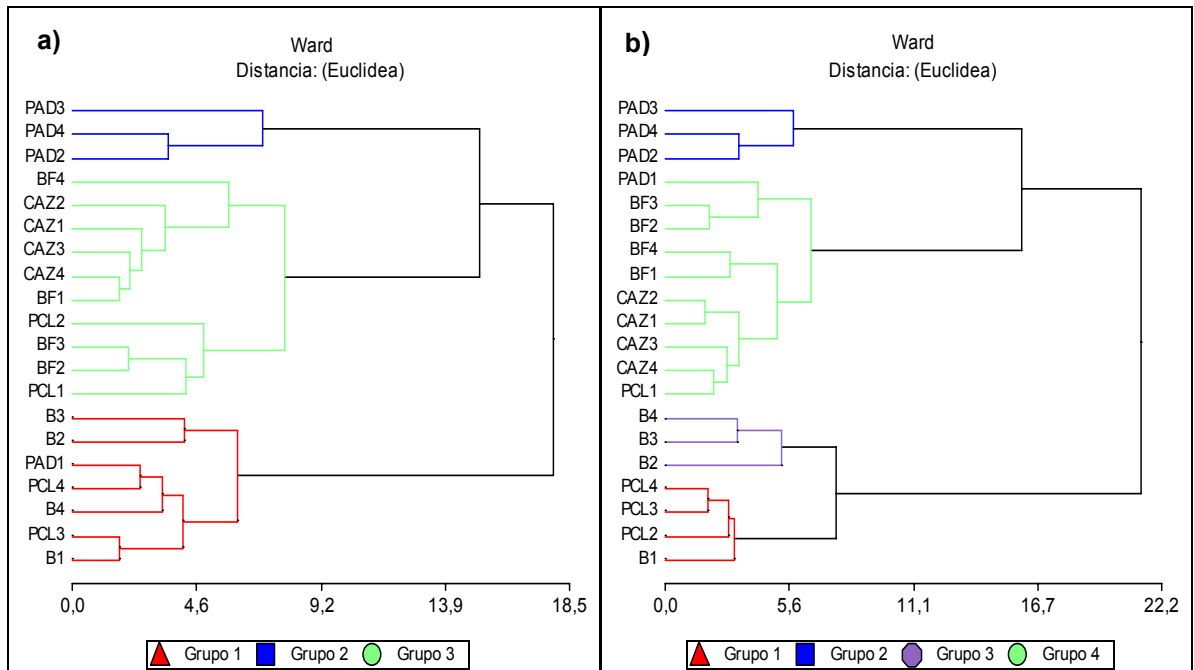 a)
Ward
Distancia: (Euclidea)
PAD3
PAD4
PAD2
BF4
CAZ2
CAZ1
CAZ3
CAZ4
BF1
PCL2
BF3
BF2
PCL1
B3
B2
PAD1
PCL4
B4
PCL3
B1
0,0 4,6 9,2 13,9 18,5
Grupo 1 Grupo 2 Grupo 3
b)
Ward
Distancia: (Euclidea)
PAD3
PAD4
PAD2
PAD1
BF3
BF2
BF4
BF1
CAZ2
CAZ1
CAZ3
CAZ4
PCL1
B4
B3
B2
PCL4
PCL3
PCL2
B1
0,0 5,6 11,1 16,7 22,2
Grupo 1 Grupo 2 Grupo 3 Grupo 4